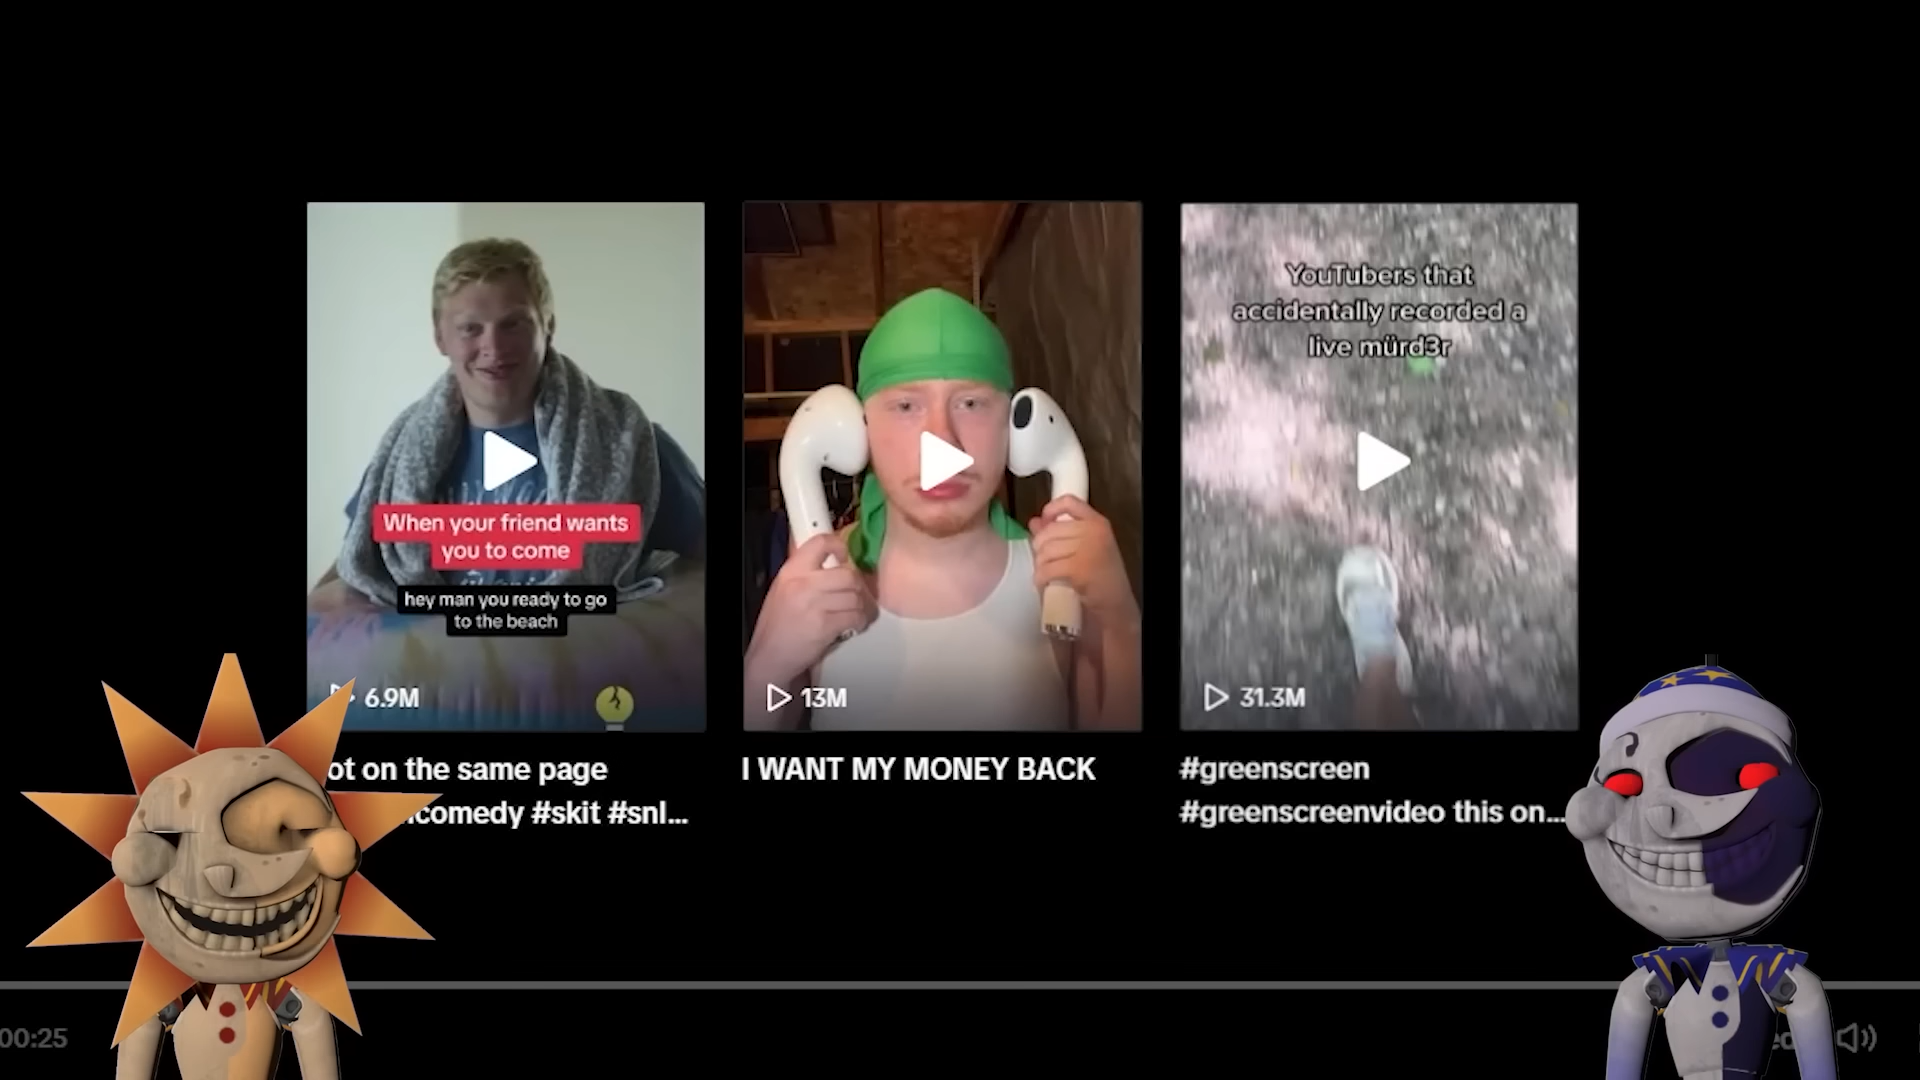 When your friend wants
you to come
hey man you ready to go
to the beach
6.9M
ot on the same page
comedy #skit #snl...
13M
I WANT MY MONEY BACK
YouTubers that
accidentally recorded a
live mürd3r
31.3M
#greenscreen
#greenscreenvideo this on...
00:25